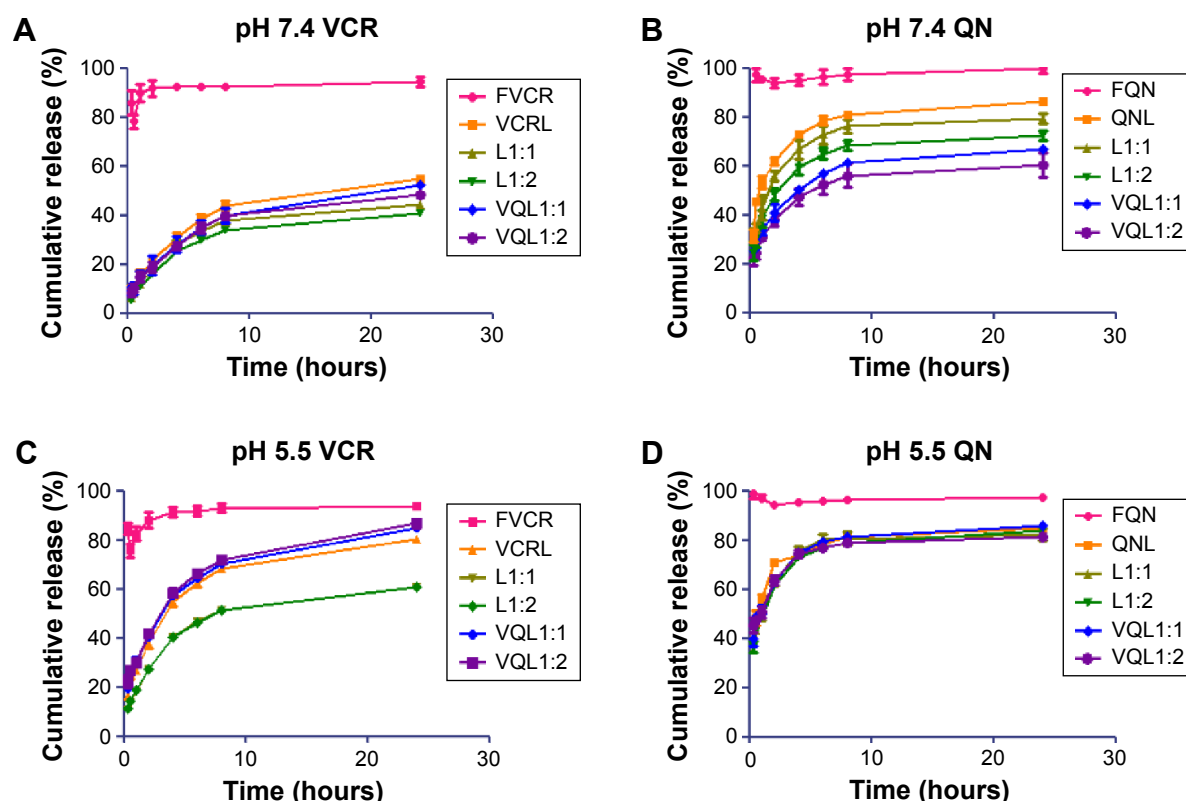 A
pH 7.4 VCR
Cumulative release (%)
100
80
60
40
20
0
0
10
20
30
Time (hours)
FVCR
VCRL
L1:1
L1:2
VQL1:1
VQL1:2
B
pH 7.4 QN
Cumulative release (%)
100
80
60
40
20
0
0
10
20
30
Time (hours)
FQN
QNL
L1:1
L1:2
VQL1:1
VQL1:2
C
pH 5.5 VCR
Cumulative release (%)
100
80
60
40
20
0
0
10
20
30
Time (hours)
FVCR
VCRL
L1:1
L1:2
VQL1:1
VQL1:2
D
pH 5.5 QN
Cumulative release (%)
100
80
60
40
20
0
0
10
20
30
Time (hours)
FQN
QNL
L1:1
L1:2
VQL1:1
VQL1:2